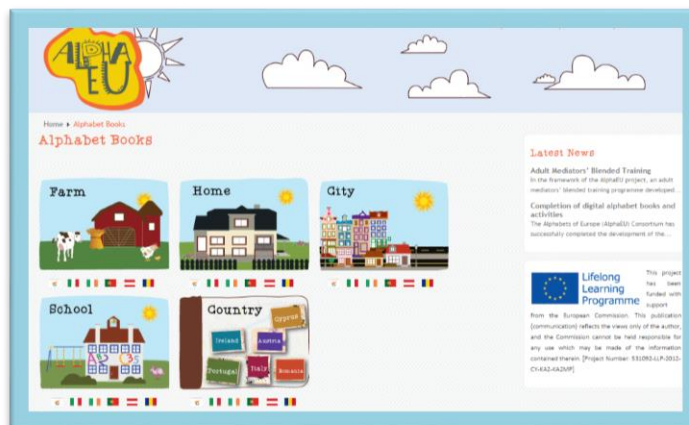 ALPHA
EU
Home ▸ Alphabet Books
Alphabet Books
Farm
Home
City
School
Country
Cyprus
Ireland
Austria
Portugal
Italy
Romania
Latest News
Adult Mediators' Blended Training
In the framework of the AlphaEU project, an adult
mediators' blended training programme developed...
Completion of digital alphabet books and
activities
The Alphabets of Europe (AlphaEU) Consortium has
successfully completed the development of the...
Lifelong
Learning
Programme
This project
has been
funded with
support
from the European Commission. This publication
[communication] reflects the views only of the author,
and the Commission cannot be held responsible for
any use which may be made of the information
contained therein. [Project Number: